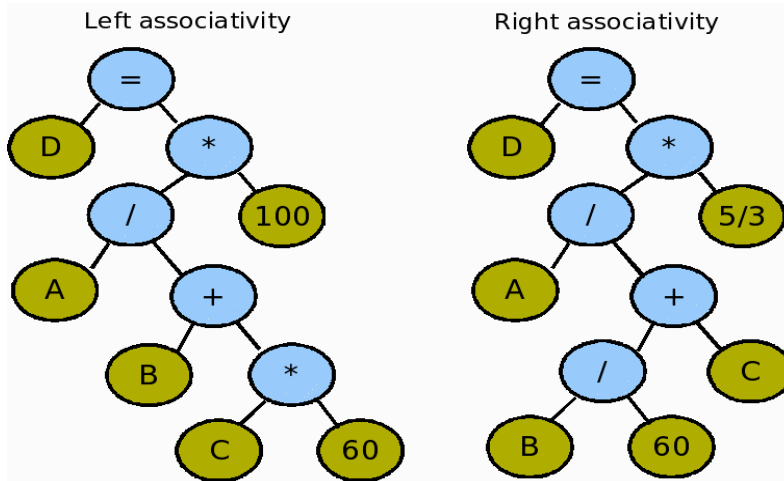 Left associativity Right associativity
= =
D * D *
/ 100 / 5/3
A + A +
B * / C
C 60 B 60